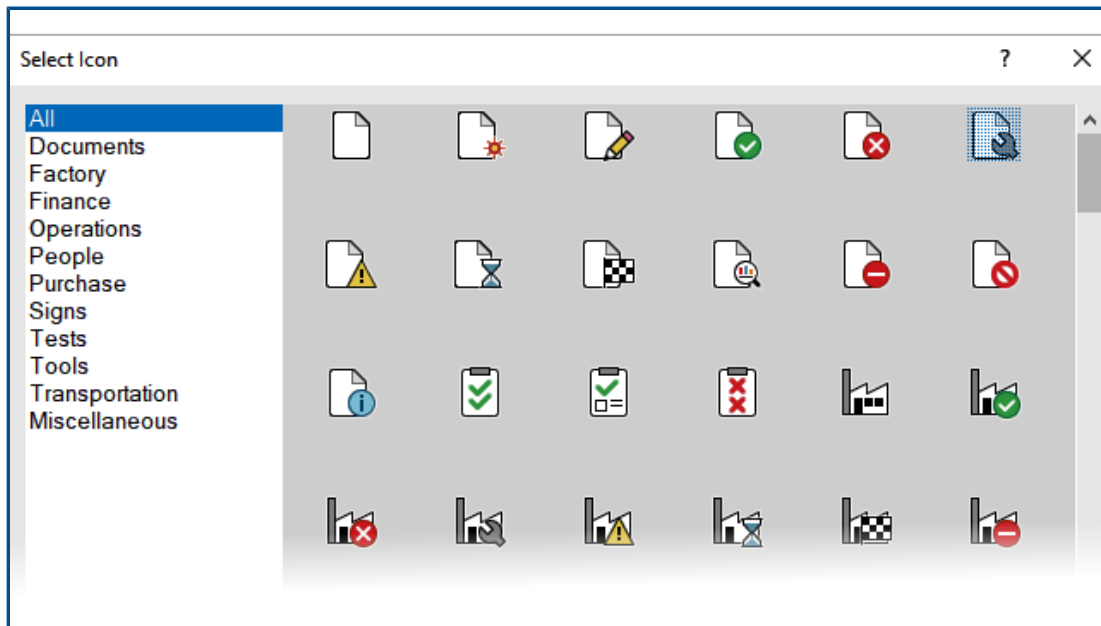 Select Icon
?
All
Documents
Factory
Finance
Operations
People
Purchase
Signs
Tests
Tools
Transportation
Miscellaneous